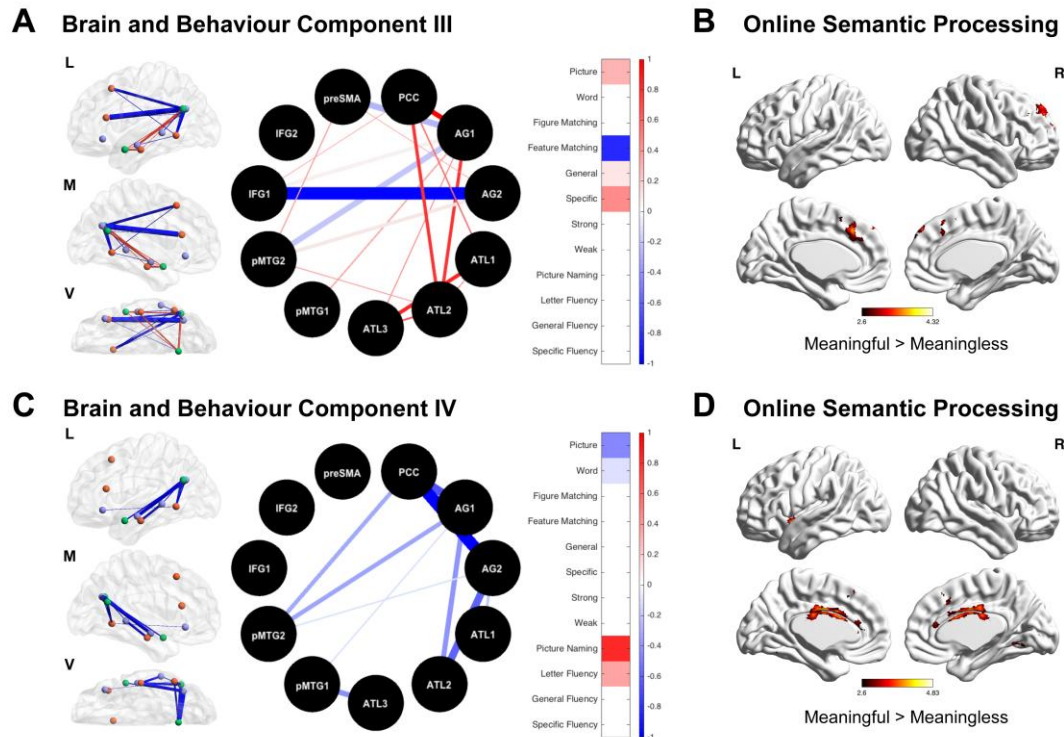 A Brain and Behaviour Component III
L
M
V
preSMA
PCC
IFG2
AG1
IFG1
AG2
pMTG2
ATL1
pMTG1
ATL3
ATL2
Picture
Word
Figure Matching
Feature Matching
General
Specific
Strong
Weak
Picture Naming
Letter Fluency
General Fluency
Specific Fluency
1
0.8
0.6
0.4
0.2
0
-0.2
-0.4
-0.6
-0.8
-1
B Online Semantic Processing
L R
2.6 4.32
Meaningful > Meaningless
C Brain and Behaviour Component IV
L
M
V
preSMA
PCC
IFG2
AG1
IFG1
AG2
pMTG2
ATL1
pMTG1
ATL3
ATL2
Picture
Word
Figure Matching
Feature Matching
General
Specific
Strong
Weak
Picture Naming
Letter Fluency
General Fluency
Specific Fluency
1
0.8
0.6
0.4
0.2
0
-0.2
-0.4
-0.6
-0.8
-1
D Online Semantic Processing
L R
2.6 4.83
Meaningful > Meaningless